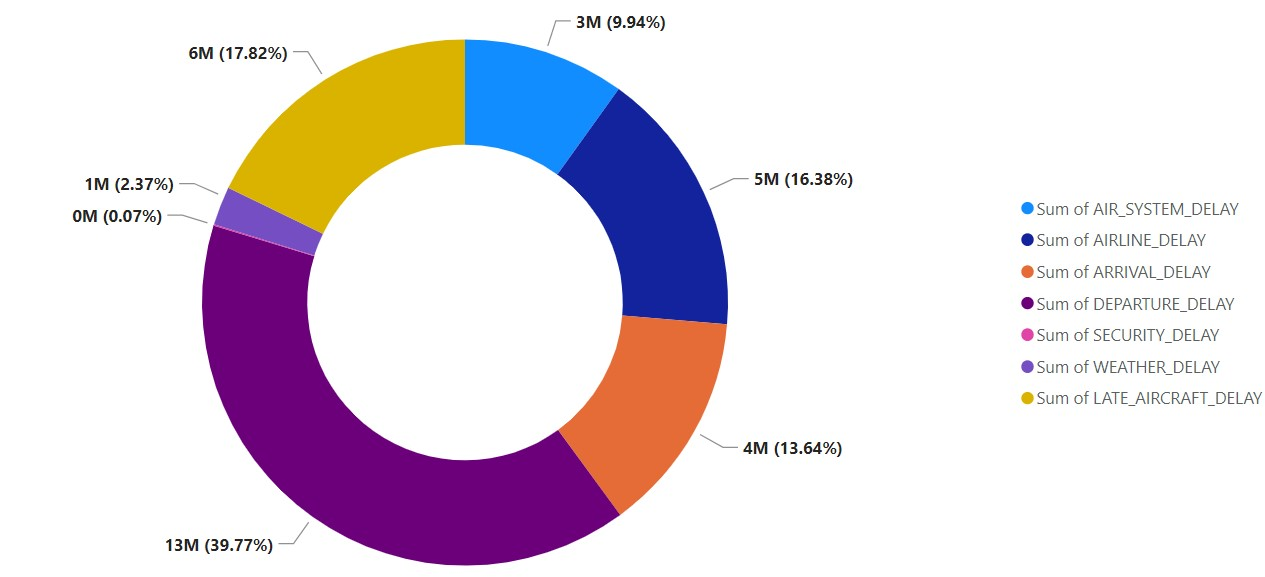 3M (9.94%)
6M (17.82%)
5M (16.38%)
1M (2.37%)
0M (0.07%)
4M (13.64%)
13M (39.77%)
Sum of AIR_SYSTEM_DELAY
Sum of AIRLINE_DELAY
Sum of ARRIVAL_DELAY
Sum of DEPARTURE_DELAY
Sum of SECURITY_DELAY
Sum of WEATHER_DELAY
Sum of LATE_AIRCRAFT_DELAY